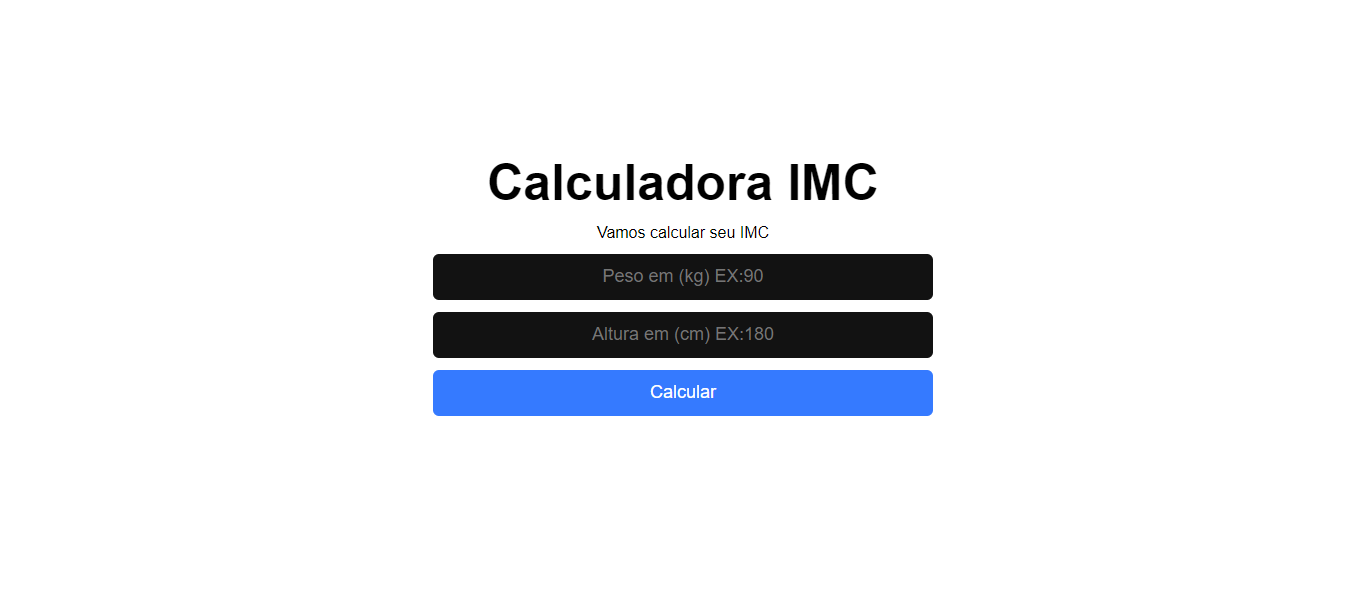 Calculadora IMC
Vamos calcular seu IMC
Peso em (kg) EX:90
Altura em (cm) EX:180
Calcular